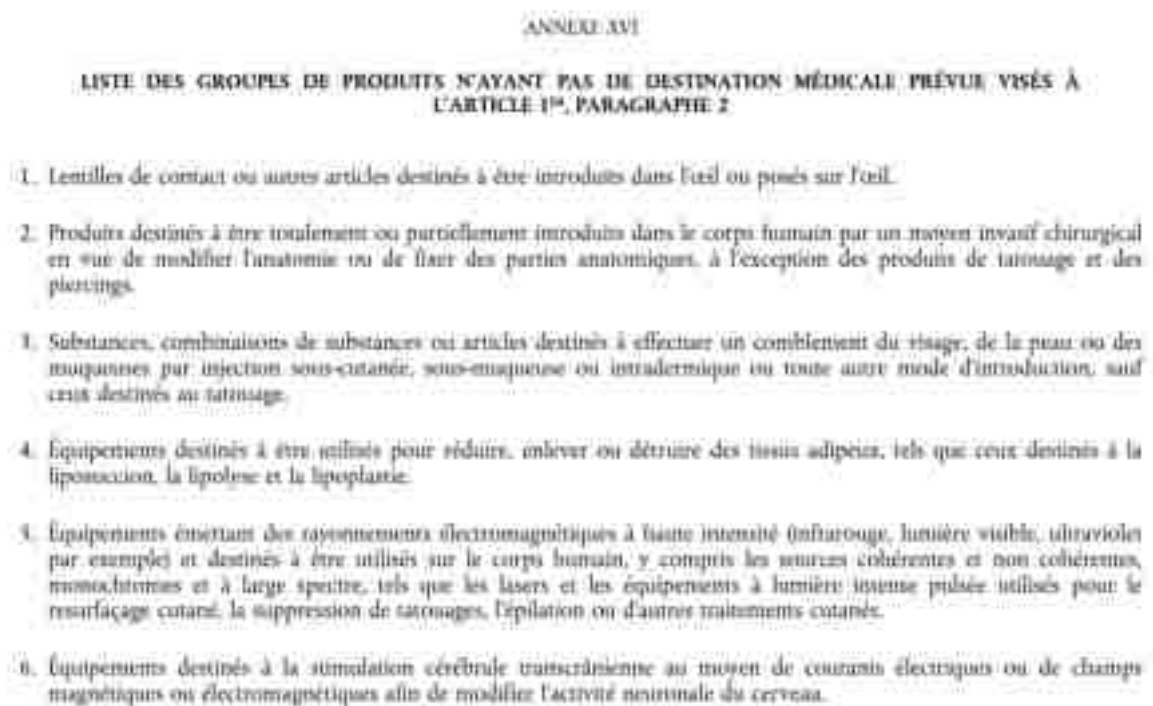 ANNEXE XVI
LISTE DES GROUPES DE PRODUITS N'AYANT PAS DE DESTINATION MÉDICALE PRÉVUE VISÉS À
L'ARTICLE 1er, PARAGRAPHE 2
1. Lentilles de contact ou autres articles destinés à être introduits dans l'œil ou posés sur l'œil.
2. Produits destinés à être totalement ou partiellement introduits dans le corps humain par un moyen invasif chirurgical
en vue de modifier l'anatomie ou de fixer des parties anatomiques, à l'exception des produits de tatouage et des
piercings.
3. Substances, combinaisons de substances ou articles destinés à effectuer un comblement du visage, de la peau ou des
muqueuses par injection sous-cutanée, sous-muqueuse ou intradermique ou toute autre mode d'introduction, sauf
ceux destinés au tatouage.
4. Équipements destinés à être utilisés pour réduire, enlever ou détruire des tissus adipeux, tels que ceux destinés à la
liposuccion, la lipolyse et la lipoplastie.
5. Équipements émettant des rayonnements électromagnétiques à haute intensité (infrarouge, lumière visible, ultraviolet
par exemple) et destinés à être utilisés sur le corps humain, y compris les sources cohérentes et non cohérentes,
monochromes et à large spectre, tels que les lasers et les équipements à lumière intense pulsée utilisés pour le
resurfaçage cutané, la suppression de tatouages, l'épilation ou d'autres traitements cutanés.
6. Équipements destinés à la stimulation cérébrale transcrânienne au moyen de courants électriques ou de champs
magnétiques ou électromagnétiques afin de modifier l'activité neuronale du cerveau.